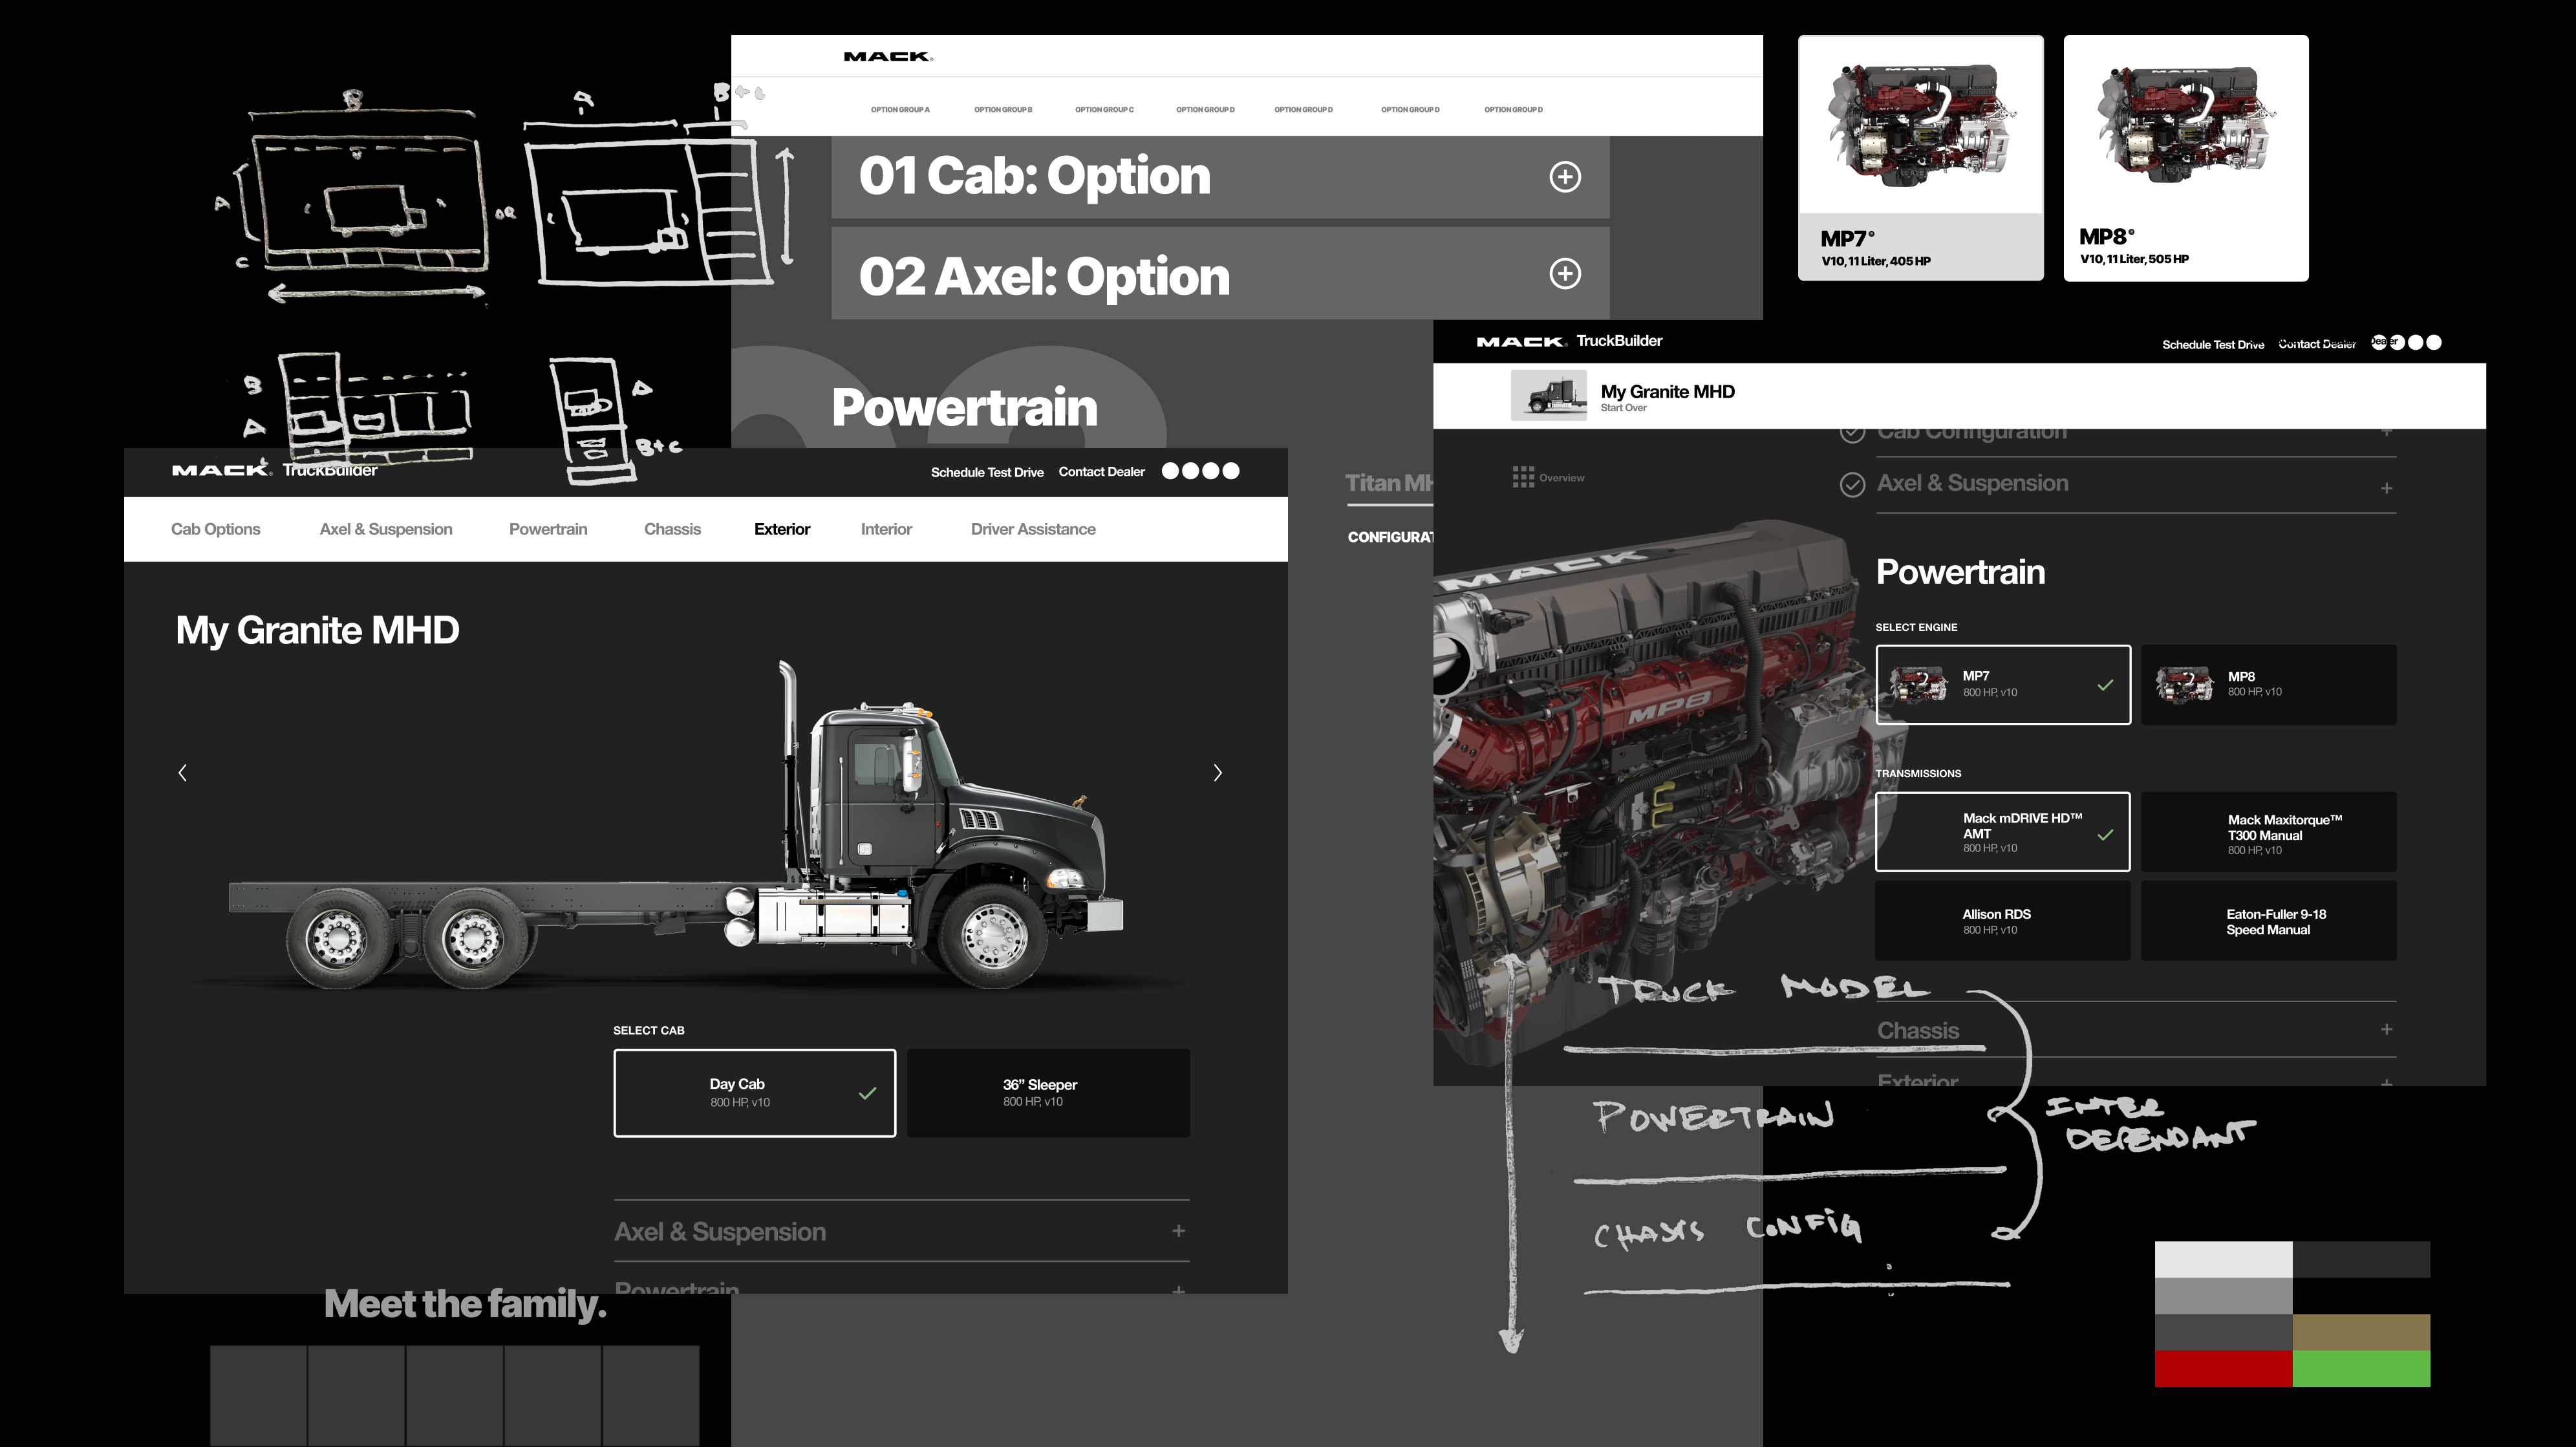 MACK
OPTION GROUP A
OPTION GROUP B
OPTION GROUP C
OPTION GROUP D
OPTION GROUP D
OPTION GROUP D
OPTION GROUP D
01 Cab: Option
02 Axel: Option
Powertrain
MP7®
V10, 11 Liter, 405 HP
MP8®
V10, 11 Liter, 505 HP
B
A
C
OR
A
B
B
A
A
B+C
MACK TruckBuilder
Schedule Test Drive
Contact Dealer
Cab Options
Axel & Suspension
Powertrain
Chassis
Exterior
Interior
Driver Assistance
My Granite MHD
SELECT CAB
Day Cab
800 HP, v10
36” Sleeper
800 HP, v10
Axel & Suspension
Powertrain
Meet the family.
Titan MH
CONFIGURAT
MACK TruckBuilder
Schedule Test Drive
Contact Dealer
My Granite MHD
Start Over
Overview
Cab Configuration
Axel & Suspension
MACK
MP8
Powertrain
SELECT ENGINE
MP7
800 HP, v10
MP8
800 HP, v10
TRANSMISSIONS
Mack mDRIVE HD™
AMT
800 HP, v10
Mack Maxitorque™
T300 Manual
800 HP, v10
Allison RDS
800 HP, v10
Eaton-Fuller 9-18
Speed Manual
Chassis
Exterior
TRUCK MODEL
POWERTRAIN
CHASIS CONFIG
INTER
DEPENDANT